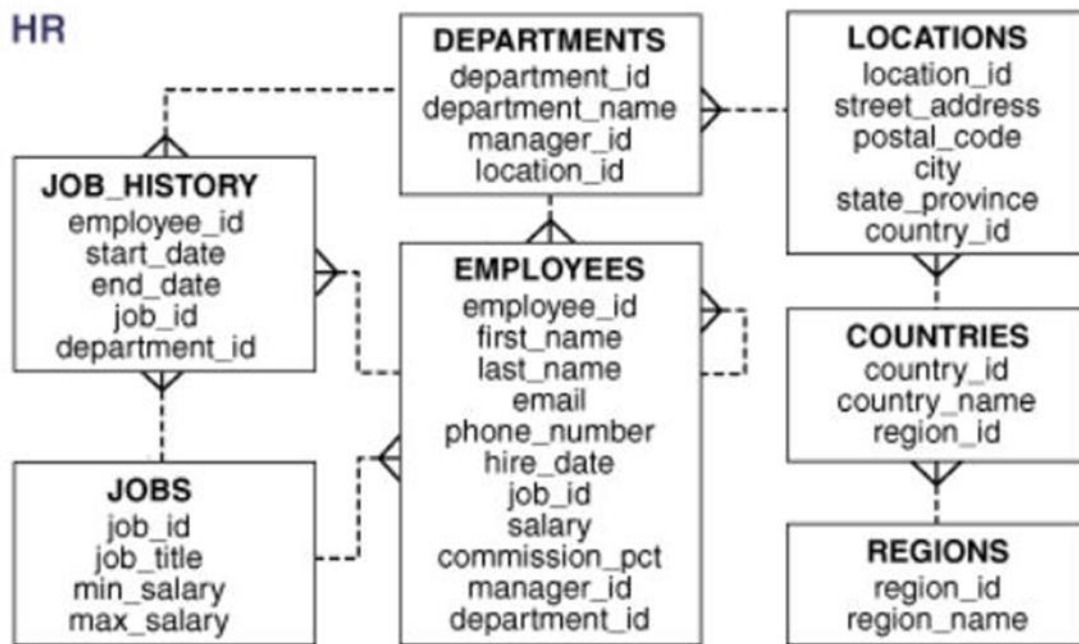 HR
DEPARTMENTS
department_id
department_name
manager_id
location_id
LOCATIONS
location_id
street_address
postal_code
city
state_province
country_id
JOB_HISTORY
employee_id
start_date
end_date
job_id
department_id
EMPLOYEES
employee_id
first_name
last_name
email
phone_number
hire_date
job_id
salary
commission_pct
manager_id
department_id
COUNTRIES
country_id
country_name
region_id
JOBS
job_id
job_title
min_salary
max_salary
REGIONS
region_id
region_name